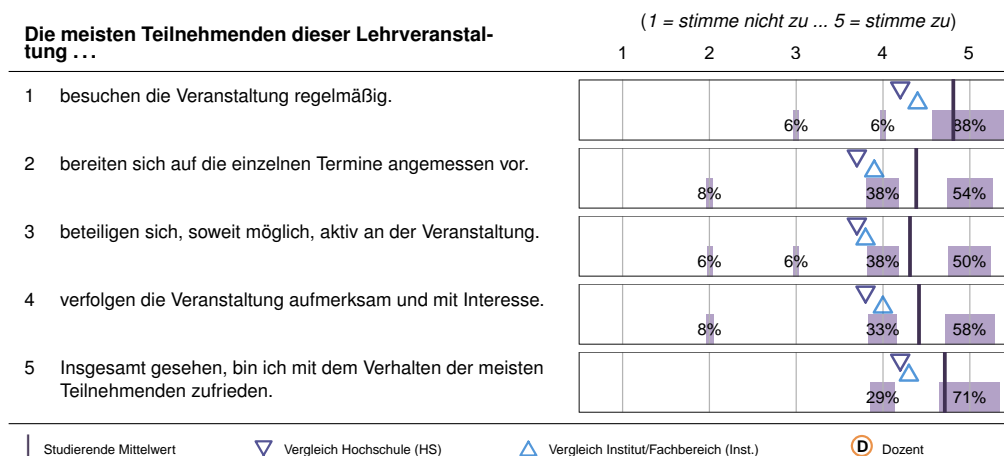 (1 = stimme nicht zu ... 5 = stimme zu)
Die meisten Teilnehmenden dieser Lehrveranstal-
tung ...
1 2 3 4 5
1 besuchen die Veranstaltung regelmäßig.
6% 6% 88%
2 bereiten sich auf die einzelnen Termine angemessen vor.
8% 38% 54%
3 beteiligen sich, soweit möglich, aktiv an der Veranstaltung.
6% 6% 38% 50%
4 verfolgen die Veranstaltung aufmerksam und mit Interesse.
8% 33% 58%
5 Insgesamt gesehen, bin ich mit dem Verhalten der meisten
Teilnehmenden zufrieden.
29% 71%
Studierende Mittelwert Vergleich Hochschule (HS) Vergleich Institut/Fachbereich (Inst.) D Dozent